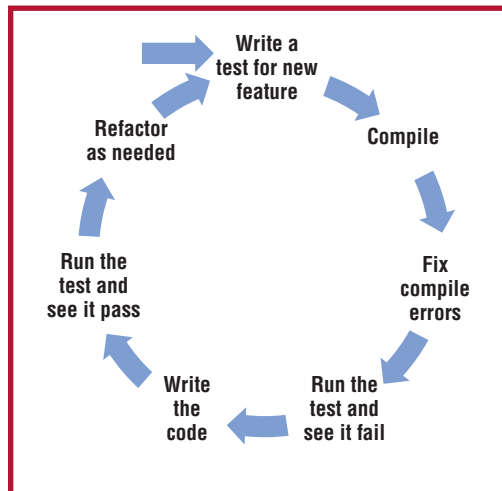 Write a
test for new
feature
Compile
Fix
compile
errors
Run the
test and
see it fail
Write
the
code
Run the
test and
see it pass
Refactor
as needed